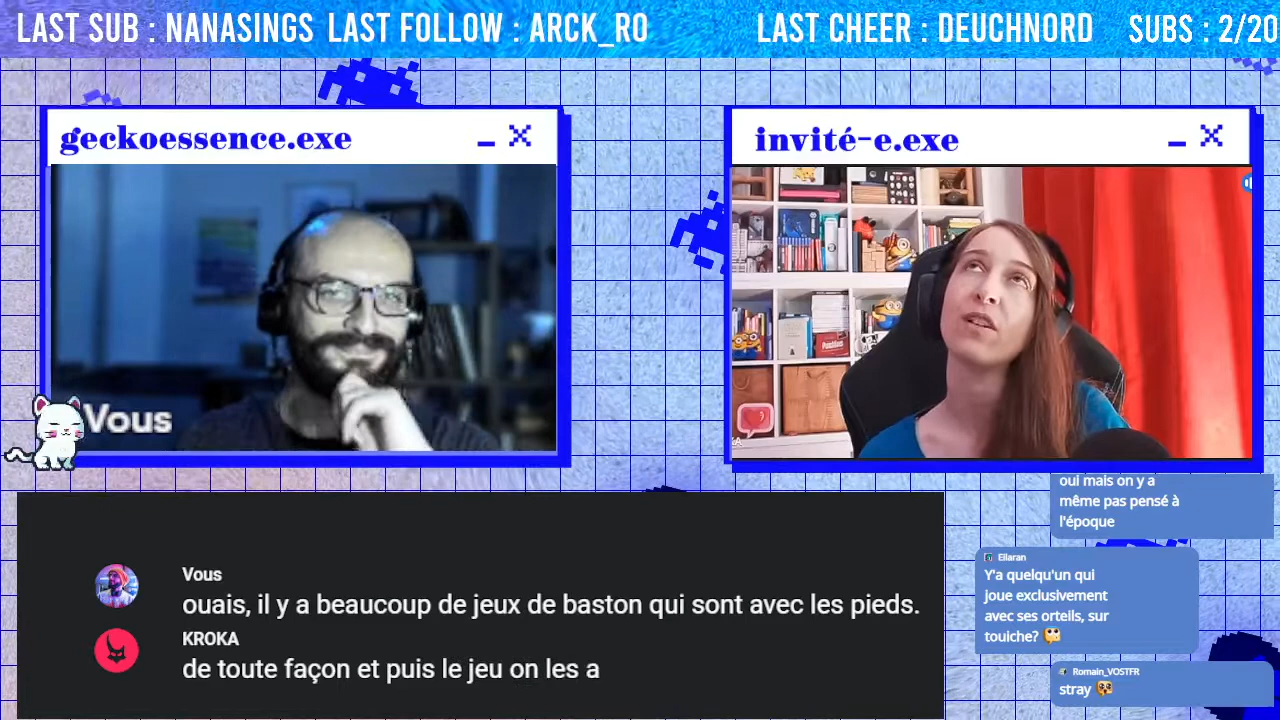 LAST SUB : NANASINGS LAST FOLLOW : ARCK_RO LAST CHEER : DEUCHNORD SUBS : 2/20
geckoessence.exe
invité-e.exe
Vous
Vous
ouais, il y a beaucoup de jeux de baston qui sont avec les pieds.
KROKA
de toute façon et puis le jeu on les a
oui mais on y a
même pas pensé à
l'époque
Ellaran
Y'a quelqu'un qui
joue exclusivement
avec ses orteils, sur
touiche?
Romain_VOSTFR
stray